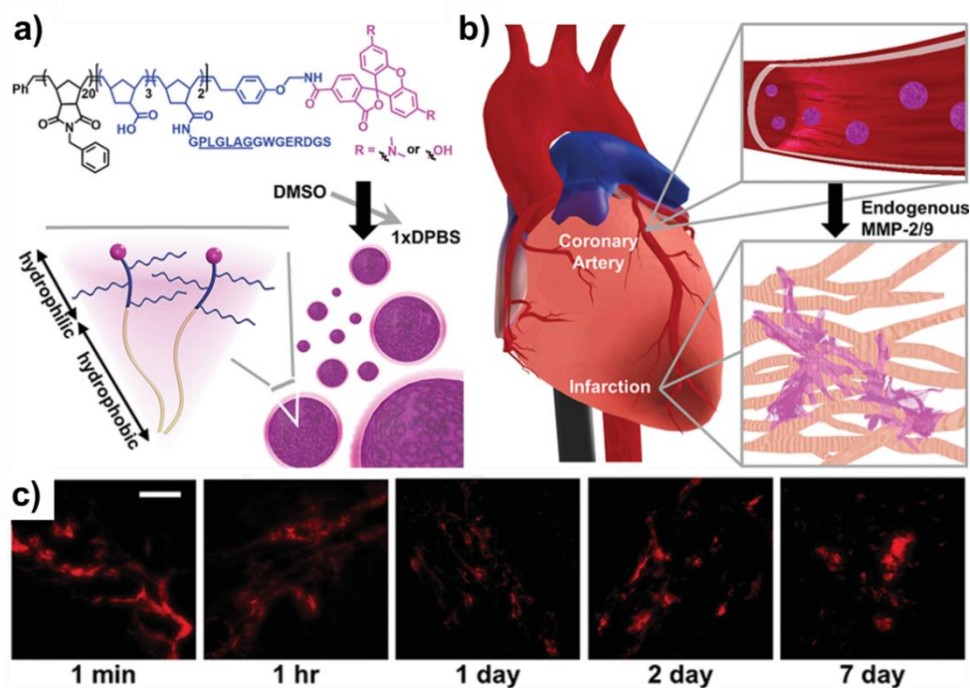 a)
Ph
20
3
2
O
N
O
HO
O
O
HN
GPLGLAGGWGERDGS
O
NH
O
R
O
O
O
R
R = N or OH
DMSO
1xDPBS
hydrophilic
hydrophobic
b)
Coronary
Artery
Infarction
Endogenous
MMP-2/9
c)
1 min
1 hr
1 day
2 day
7 day